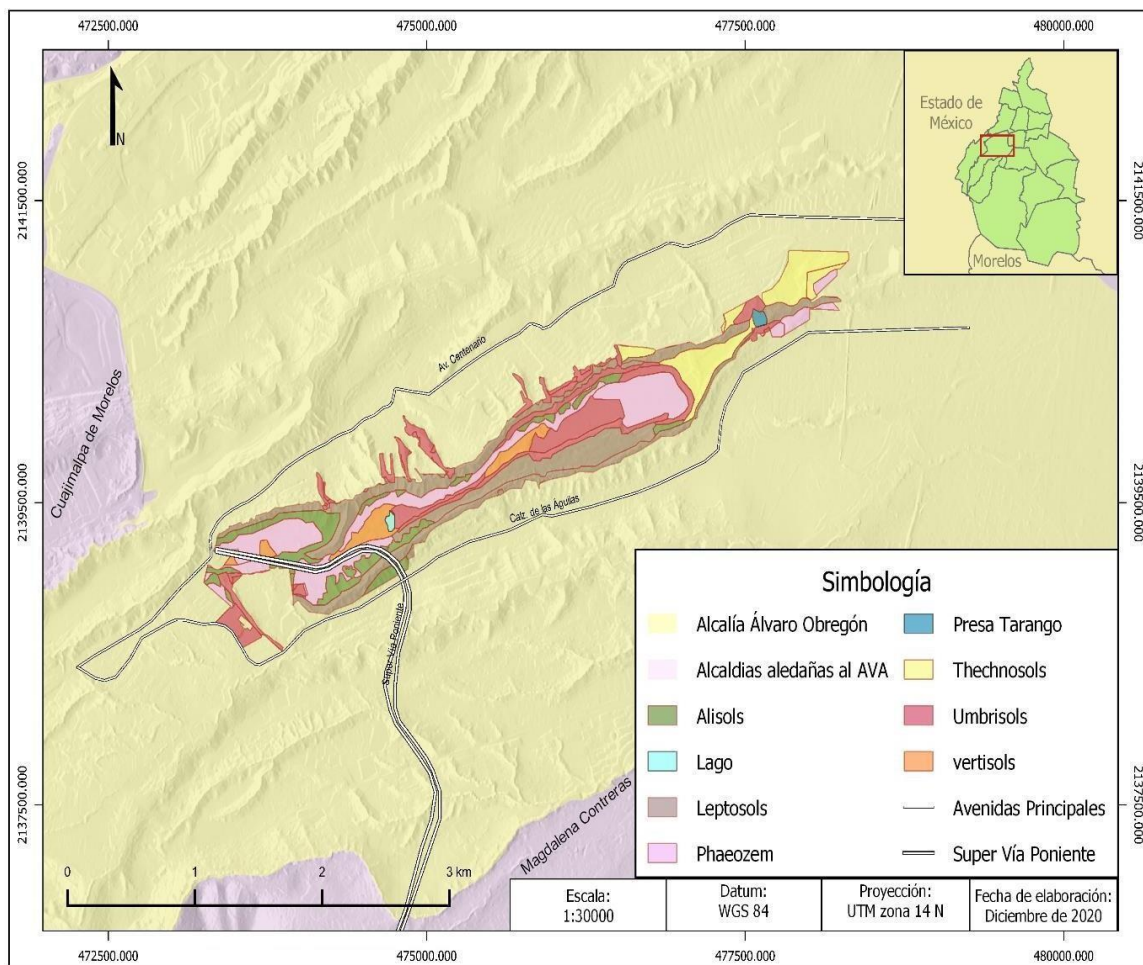 472500.000
475000.000
477500.000
480000.000
N
Estado de
México
Morelos
2141500.000
2141500.000
Av. Centenario
Cuajimalpa de Morelos
2139500.000
2139500.000
Calz. de las Águilas
Super Vía Poniente
Simbología
Alcalía Álvaro Obregón
Alcaldias aledañas al AVA
Alisols
Lago
Leptosols
Phaeozem
Presa Tarango
Thechnosols
Umbrisols
vertisols
Avenidas Principales
Super Vía Poniente
2137500.000
2137500.000
Magdalena Contreras
0
1
2
3 km
Escala:
1:30000
Datum:
WGS 84
Proyección:
UTM zona 14 N
Fecha de elaboración:
Diciembre de 2020
472500.000
475000.000
477500.000
480000.000